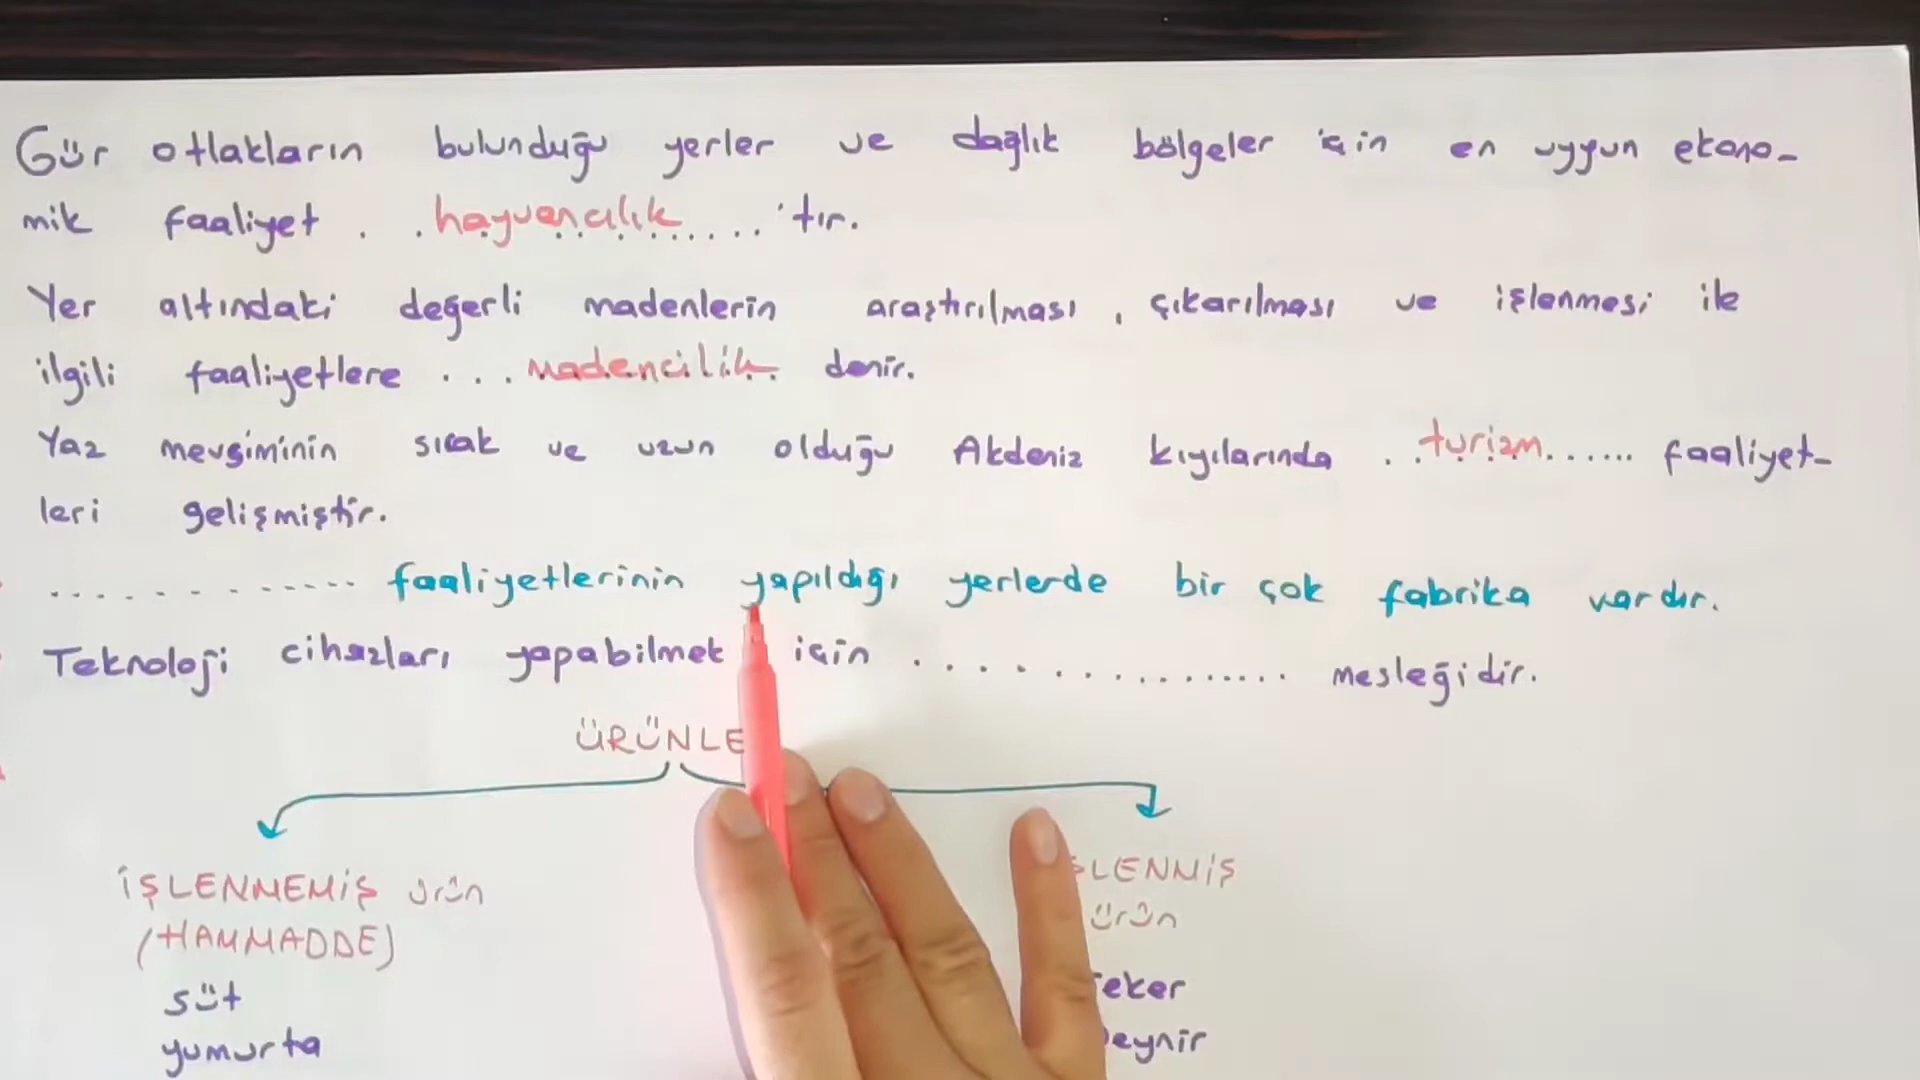 Gür otlakların bulunduğu yerler ve dağlık bölgeler için en uygun ekono-
mik faaliyet . . hayvancılık ..... 'tır.
Yer altındaki değerli madenlerin araştırılması , çıkarılması ve işlenmesi ile
ilgili faaliyetlere ... madencilik. denir.
Yaz mevsiminin sıcak ve uzun olduğu Akdeniz kıyılarında ..turizm...... faaliyet-
leri gelişmiştir.
.............. faaliyetlerinin yapıldığı yerlerde bir çok fabrika vardır.
Teknoloji cihazları yapabilmek için ................ mesleğidir.
ÜRÜNLE
İŞLENMEMİŞ ürün ŞLENMİŞ
(HAMMADDE) ürün
süt eker
yumurta eynir